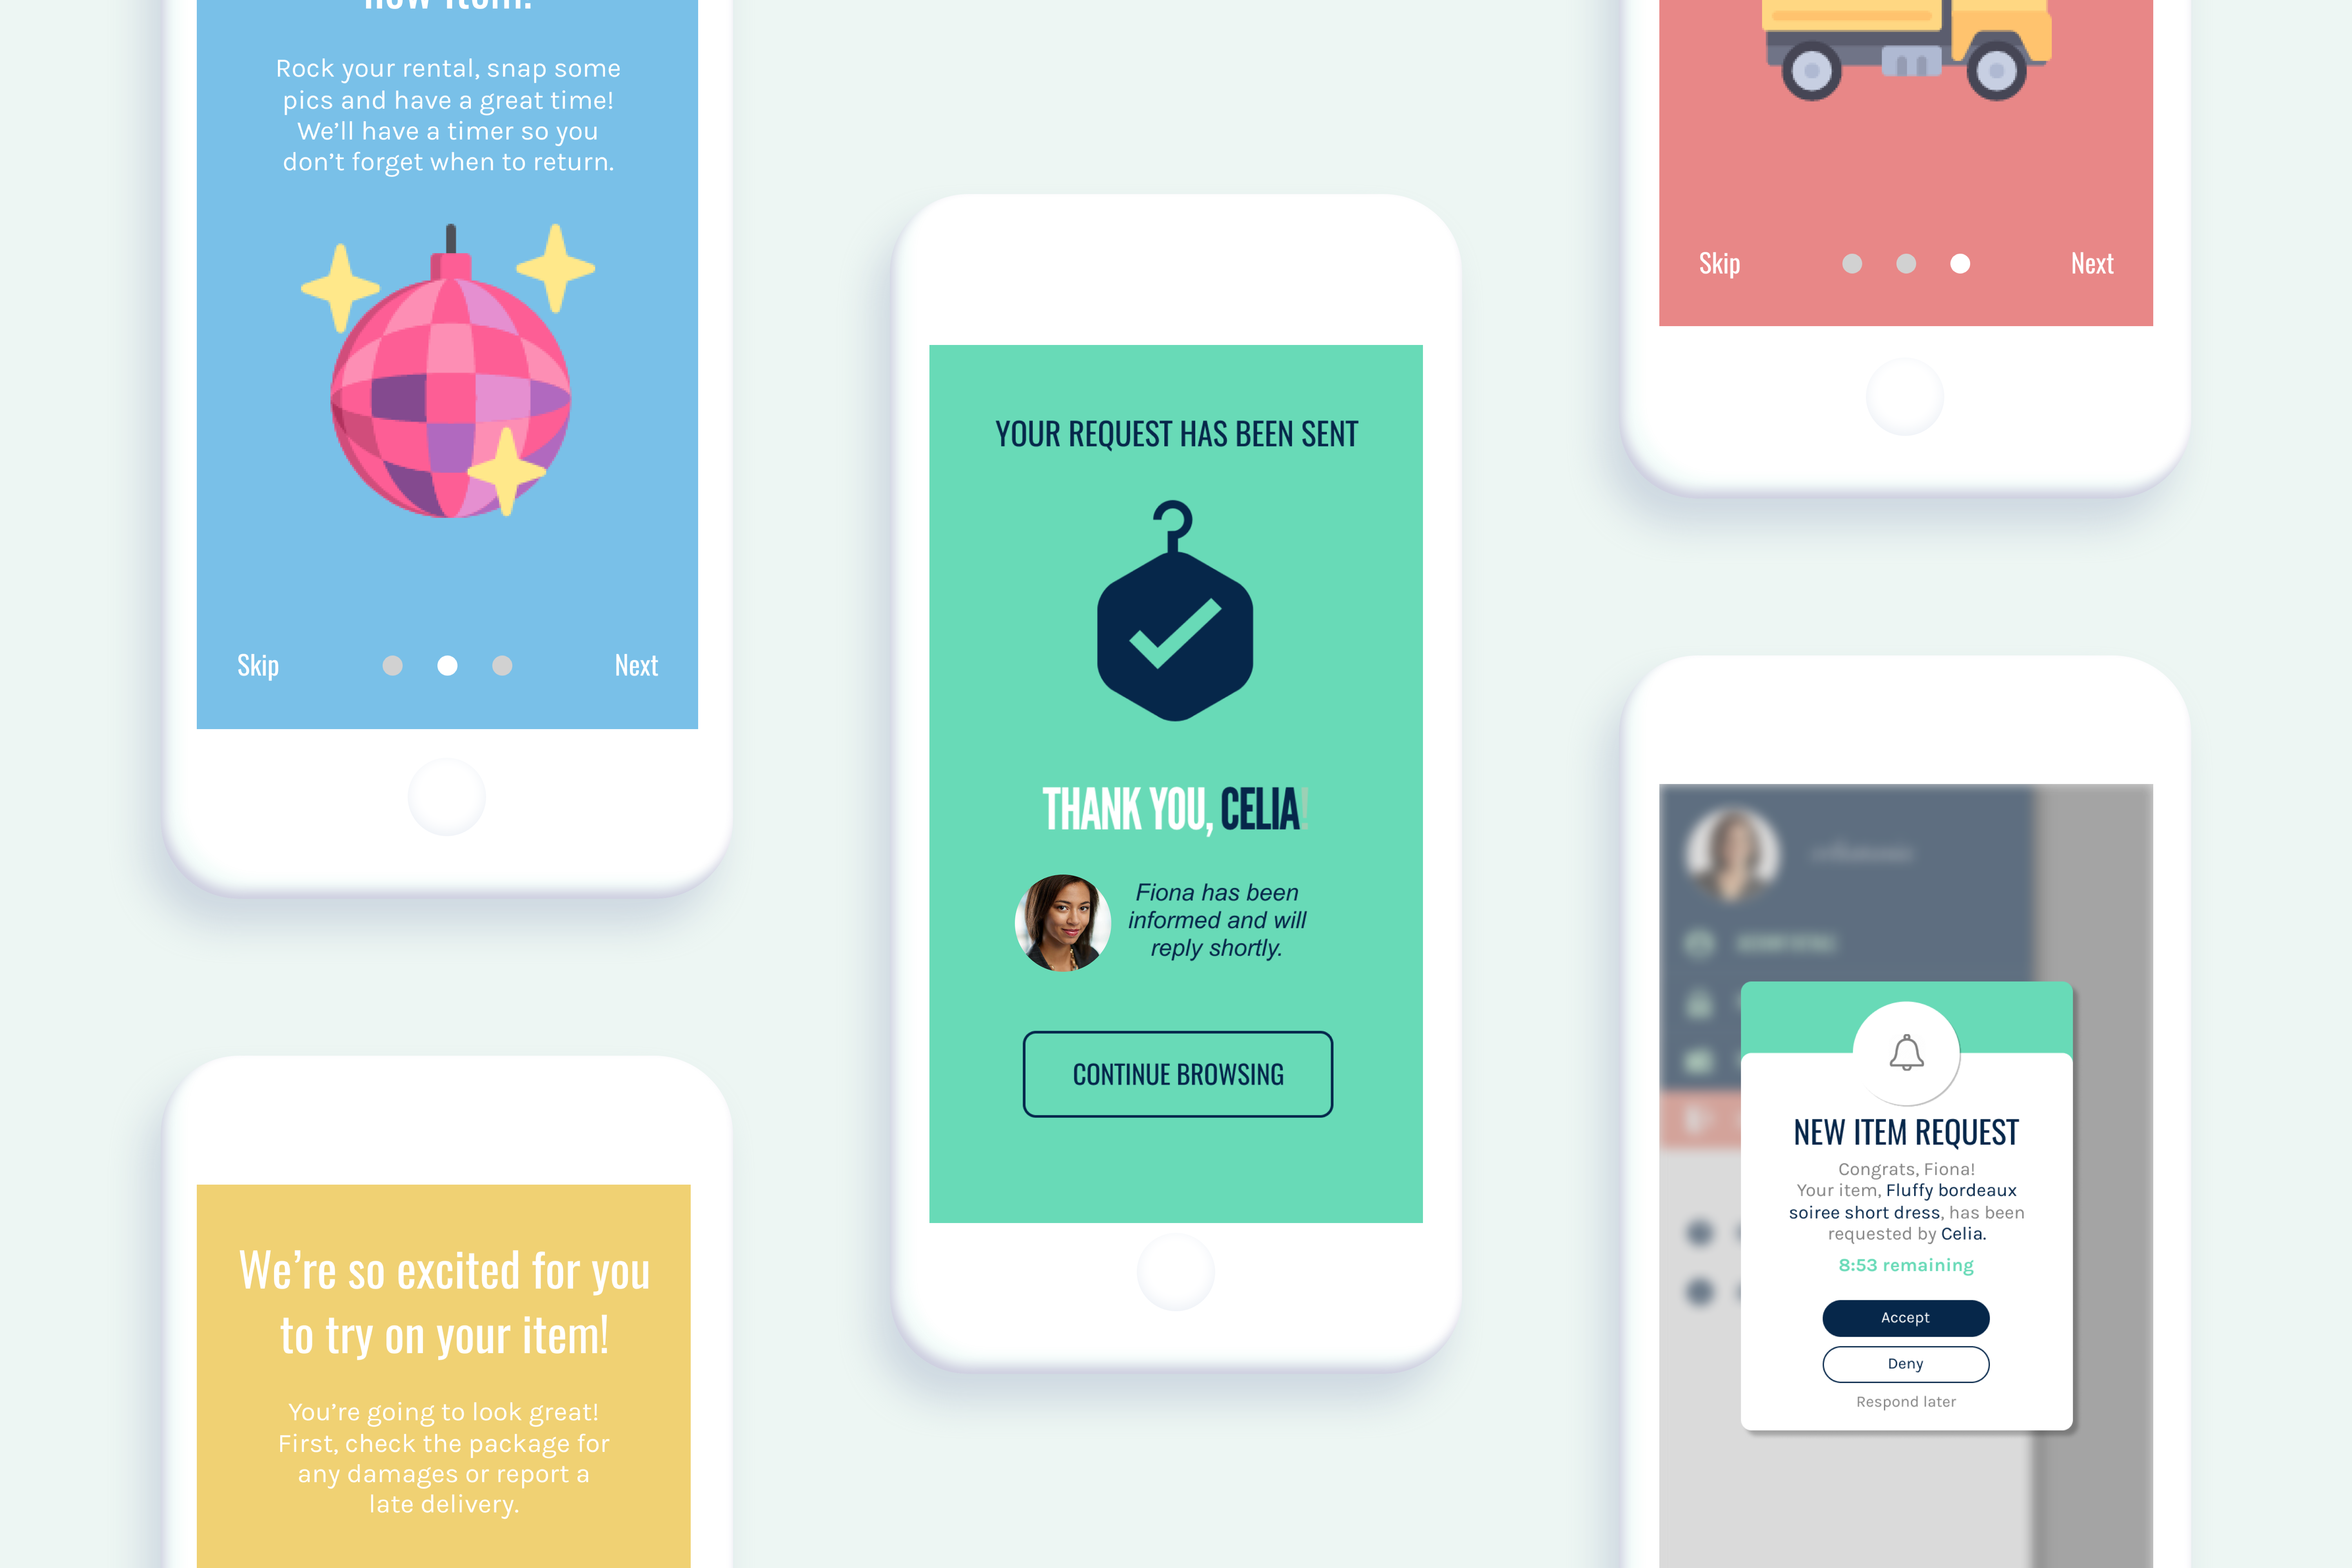 Rock your rental, snap some
pics and have a great time!
We’ll have a timer so you
don’t forget when to return.
Skip
Next
We’re so excited for you
to try on your item!
You’re going to look great!
First, check the package for
any damages or report a
late delivery.
YOUR REQUEST HAS BEEN SENT
THANK YOU, CELIA!
Fiona has been
informed and will
reply shortly.
CONTINUE BROWSING
Skip
Next
NEW ITEM REQUEST
Congrats, Fiona!
Your item, Fluffy bordeaux
soiree short dress, has been
requested by Celia.
8:53 remaining
Accept
Deny
Respond later